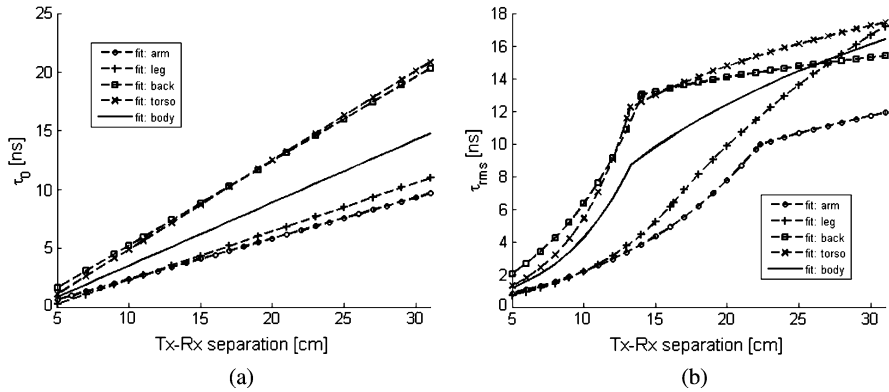 25
20
15
10
5
0
τ0 [ns]
fit: arm
fit: leg
fit: back
fit: torso
fit: body
5 10 15 20 25 30
Tx-Rx separation [cm]
(a)
18
16
14
12
10
8
6
4
2
0
τrms [ns]
fit: arm
fit: leg
fit: back
fit: torso
fit: body
5 10 15 20 25 30
Tx-Rx separation [cm]
(b)